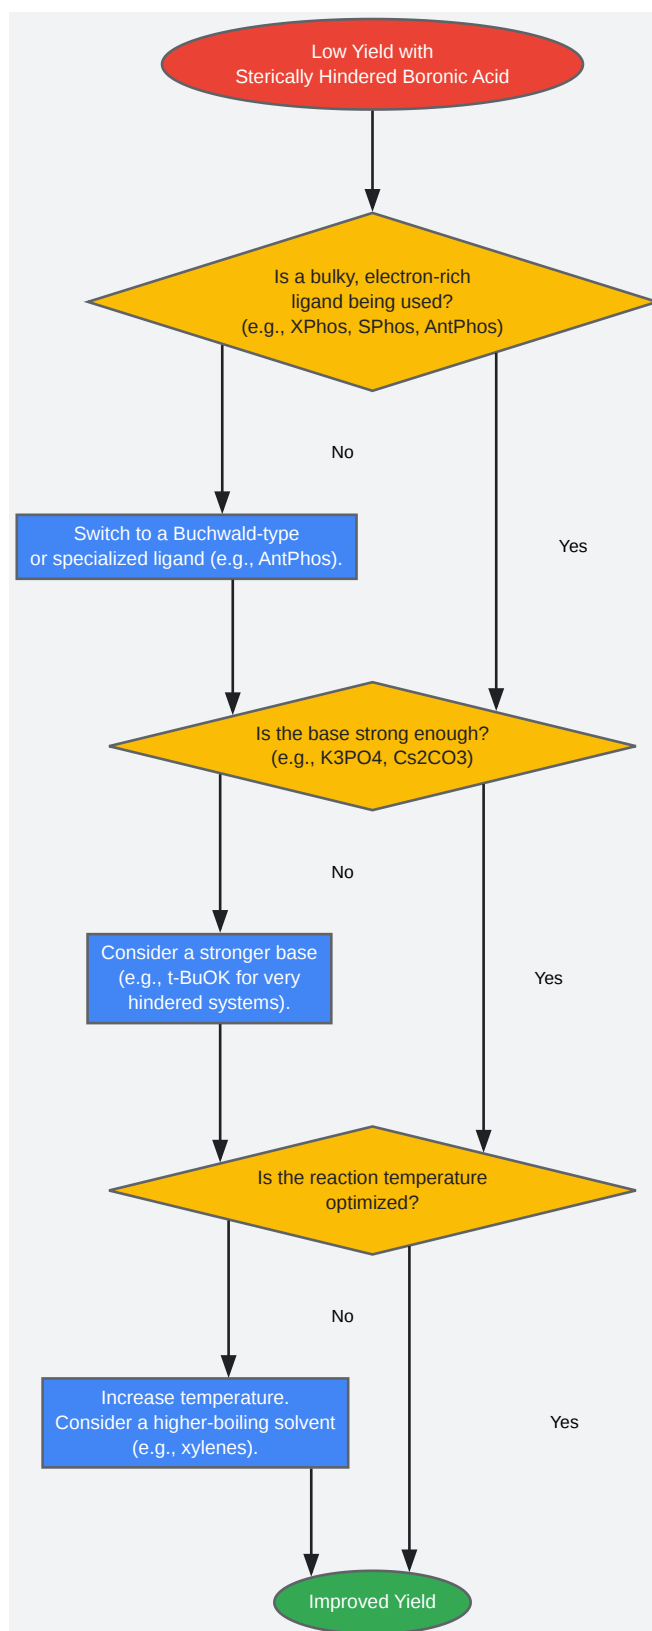 Low Yield with
Sterically Hindered Boronic Acid
Is a bulky, electron-rich
ligand being used?
(e.g., XPhos, SPhos, AntPhos)
No
Switch to a Buchwald-type
or specialized ligand (e.g., AntPhos).
Yes
Is the base strong enough?
(e.g., K3PO4, Cs2CO3)
No
Consider a stronger base
(e.g., t-BuOK for very
hindered systems).
Yes
Is the reaction temperature
optimized?
No
Increase temperature.
Consider a higher-boiling solvent
(e.g., xylenes).
Yes
Improved Yield